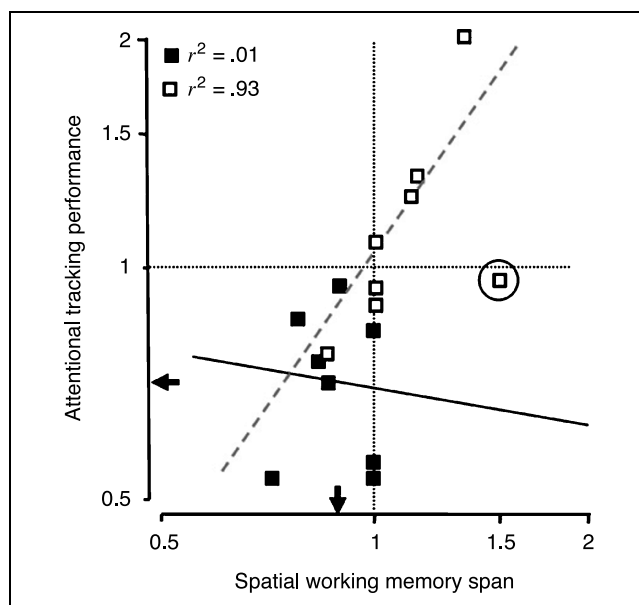 2
r² = .01
r² = .93
1.5
1
0.5
Attentional tracking performance
0.5
1
1.5
2
Spatial working memory span